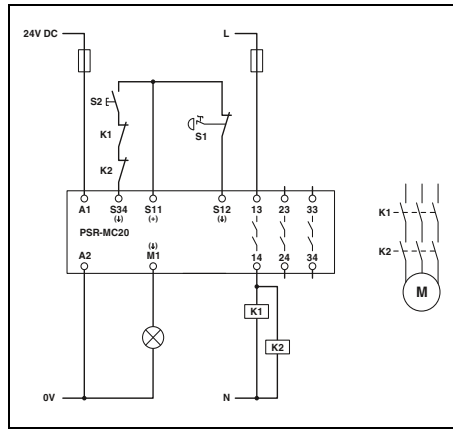 24V DC
L
S2
K1
S1
K2
A1 S34 S11 S12 13 23 33
(↓) (+) (↓)
PSR-MC20
(↓)
A2 M1 14 24 34
K1
K2
0V N
K1
K2
M